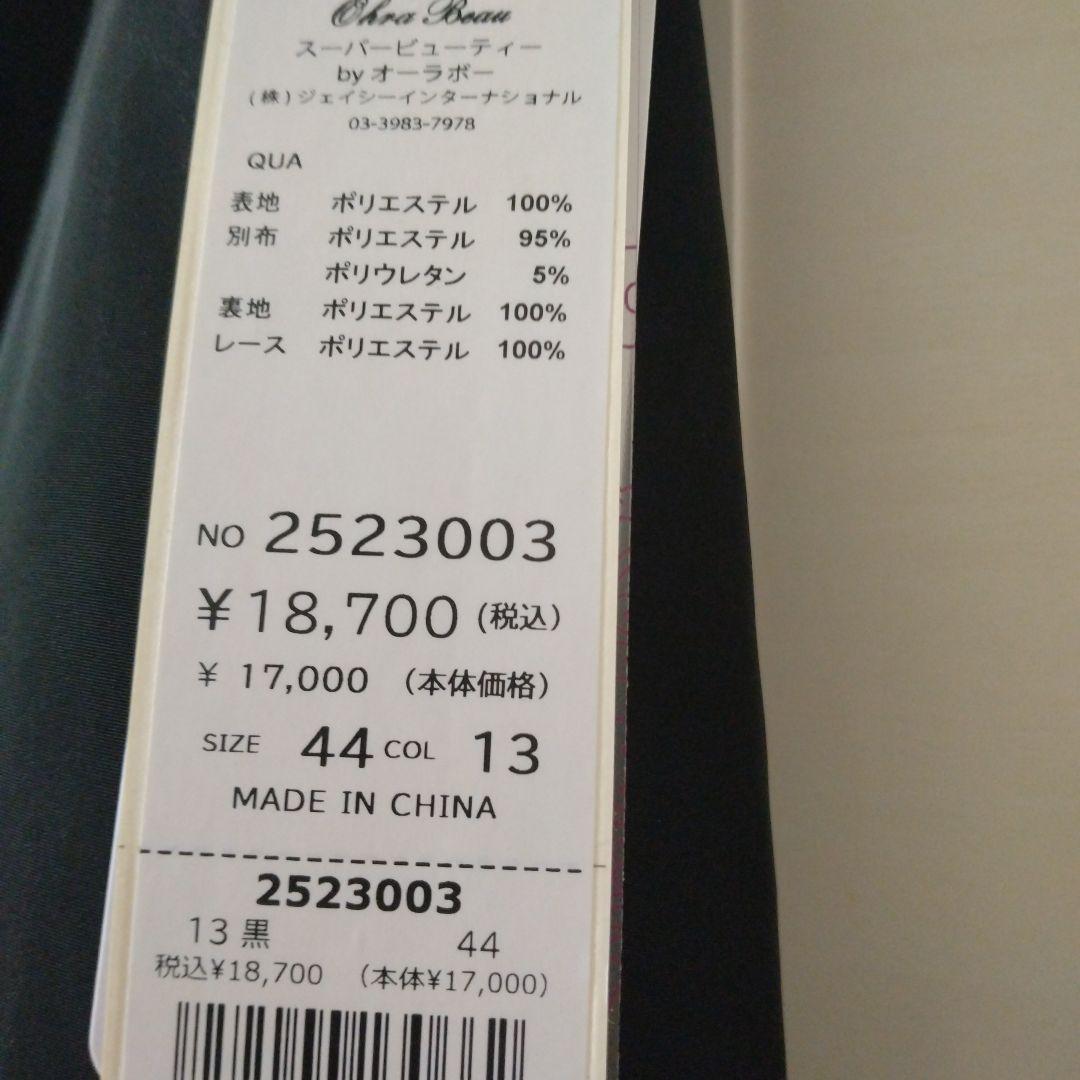 Ohra Beau
スーパービューティー
by オーラボー
(株)ジェイシーインターナショナル
03-3983-7978
QUA
表地 ポリエステル 100%
別布 ポリエステル 95%
ポリウレタン 5%
裏地 ポリエステル 100%
レース ポリエステル 100%
NO 2523003
¥18,700 (税込)
¥ 17,000 (本体価格)
SIZE 44 COL 13
MADE IN CHINA
2523003
13 黒 44
税込¥18,700 (本体¥17,000)